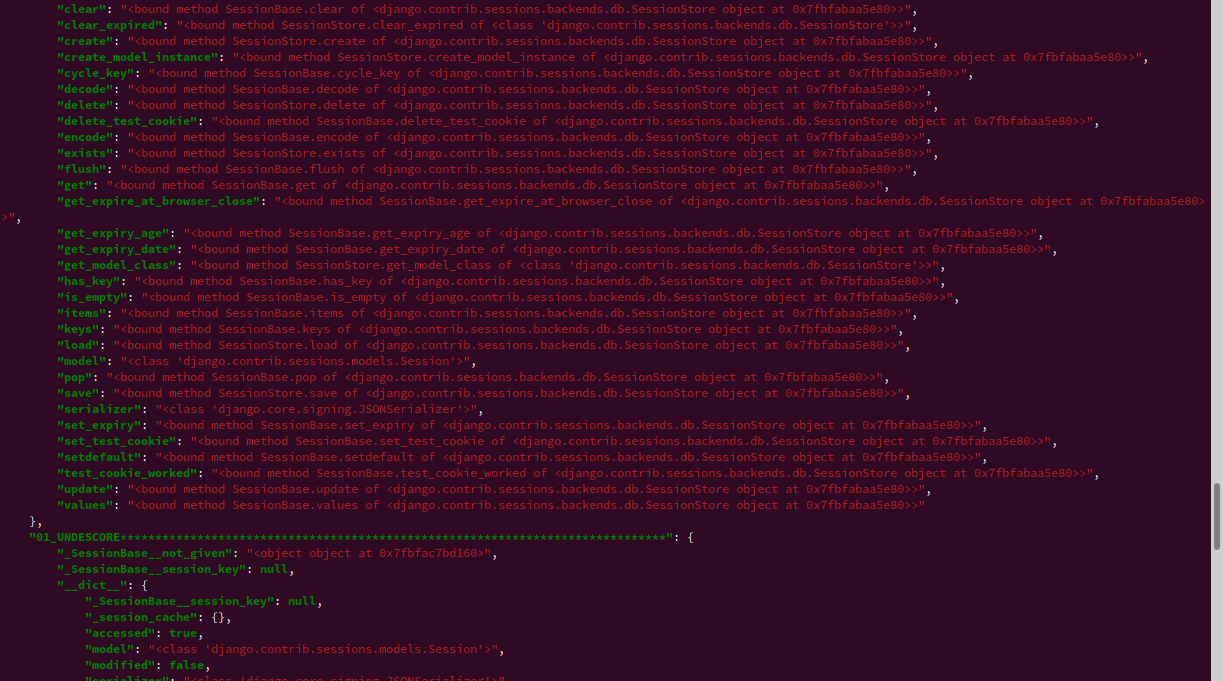 "clear": "<bound method SessionBase.clear of <django.contrib.sessions.backends.db.SessionStore object at 0x7fbfabaa5e80>>",
"clear_expired": "<bound method SessionStore.clear_expired of <class 'django.contrib.sessions.backends.db.SessionStore'>>",
"create": "<bound method SessionStore.create of <django.contrib.sessions.backends.db.SessionStore object at 0x7fbfabaa5e80>>",
"create_model_instance": "<bound method SessionStore.create_model_instance of <django.contrib.sessions.backends.db.SessionStore object at 0x7fbfabaa5e80>>",
"cycle_key": "<bound method SessionBase.cycle_key of <django.contrib.sessions.backends.db.SessionStore object at 0x7fbfabaa5e80>>",
"decode": "<bound method SessionBase.decode of <django.contrib.sessions.backends.db.SessionStore object at 0x7fbfabaa5e80>>",
"delete": "<bound method SessionStore.delete of <django.contrib.sessions.backends.db.SessionStore object at 0x7fbfabaa5e80>>",
"delete_test_cookie": "<bound method SessionBase.delete_test_cookie of <django.contrib.sessions.backends.db.SessionStore object at 0x7fbfabaa5e80>>",
"encode": "<bound method SessionBase.encode of <django.contrib.sessions.backends.db.SessionStore object at 0x7fbfabaa5e80>>",
"exists": "<bound method SessionStore.exists of <django.contrib.sessions.backends.db.SessionStore object at 0x7fbfabaa5e80>>",
"flush": "<bound method SessionBase.flush of <django.contrib.sessions.backends.db.SessionStore object at 0x7fbfabaa5e80>>",
"get": "<bound method SessionBase.get of <django.contrib.sessions.backends.db.SessionStore object at 0x7fbfabaa5e80>>",
"get_expire_at_browser_close": "<bound method SessionBase.get_expire_at_browser_close of <django.contrib.sessions.backends.db.SessionStore object at 0x7fbfabaa5e80>
>",
"get_expiry_age": "<bound method SessionBase.get_expiry_age of <django.contrib.sessions.backends.db.SessionStore object at 0x7fbfabaa5e80>>",
"get_expiry_date": "<bound method SessionBase.get_expiry_date of <django.contrib.sessions.backends.db.SessionStore object at 0x7fbfabaa5e80>>",
"get_model_class": "<bound method SessionStore.get_model_class of <class 'django.contrib.sessions.backends.db.SessionStore'>>",
"has_key": "<bound method SessionBase.has_key of <django.contrib.sessions.backends.db.SessionStore object at 0x7fbfabaa5e80>>",
"is_empty": "<bound method SessionBase.is_empty of <django.contrib.sessions.backends.db.SessionStore object at 0x7fbfabaa5e80>>",
"items": "<bound method SessionBase.items of <django.contrib.sessions.backends.db.SessionStore object at 0x7fbfabaa5e80>>",
"keys": "<bound method SessionBase.keys of <django.contrib.sessions.backends.db.SessionStore object at 0x7fbfabaa5e80>>",
"load": "<bound method SessionStore.load of <django.contrib.sessions.backends.db.SessionStore object at 0x7fbfabaa5e80>>",
"model": "<class 'django.contrib.sessions.models.Session'>",
"pop": "<bound method SessionBase.pop of <django.contrib.sessions.backends.db.SessionStore object at 0x7fbfabaa5e80>>",
"save": "<bound method SessionStore.save of <django.contrib.sessions.backends.db.SessionStore object at 0x7fbfabaa5e80>>",
"serializer": "<class 'django.core.signing.JSONSerializer'>",
"set_expiry": "<bound method SessionBase.set_expiry of <django.contrib.sessions.backends.db.SessionStore object at 0x7fbfabaa5e80>>",
"set_test_cookie": "<bound method SessionBase.set_test_cookie of <django.contrib.sessions.backends.db.SessionStore object at 0x7fbfabaa5e80>>",
"setdefault": "<bound method SessionBase.setdefault of <django.contrib.sessions.backends.db.SessionStore object at 0x7fbfabaa5e80>>",
"test_cookie_worked": "<bound method SessionBase.test_cookie_worked of <django.contrib.sessions.backends.db.SessionStore object at 0x7fbfabaa5e80>>",
"update": "<bound method SessionBase.update of <django.contrib.sessions.backends.db.SessionStore object at 0x7fbfabaa5e80>>",
"values": "<bound method SessionBase.values of <django.contrib.sessions.backends.db.SessionStore object at 0x7fbfabaa5e80>>"
},
"01_UNDESCORE******************************************************************************": {
"_SessionBase__not_given": "<object object at 0x7fbfac7bd160>",
"_SessionBase__session_key": null,
"__dict__": {
"_SessionBase__session_key": null,
"_session_cache": {},
"accessed": true,
"model": "<class 'django.contrib.sessions.models.Session'>",
"modified": false,
"serializer": "<class 'django.core.signing.JSONSerializer'>"